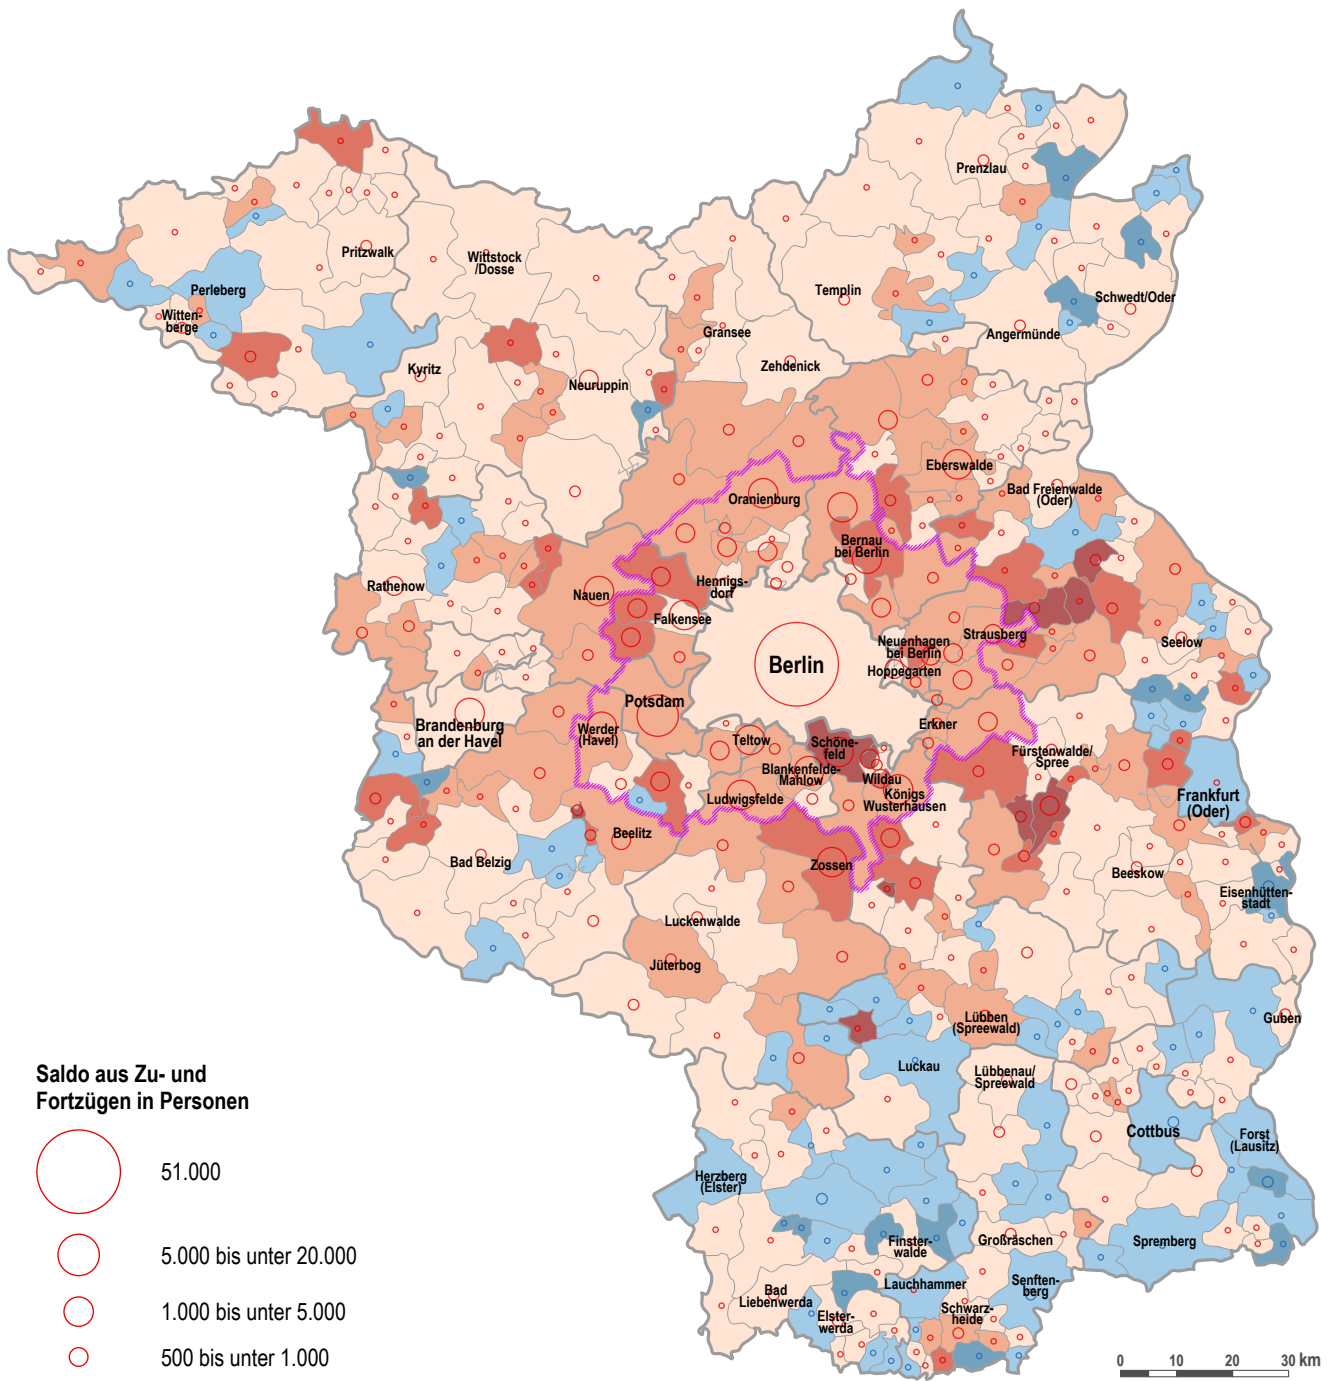 Prenzlau
Pritzwalk
Wittstock
/Dosse
Perleberg
Templin
Schwedt/Oder
Witten-
berge
Gransee
Angermünde
Zehdenick
Kyritz
Neuruppin
Eberswalde
Bad Freienwalde
(Oder)
Oranienburg
Bernau
bei Berlin
Rathenow
Nauen
Hennigs-
dorf
Falkensee
Strausberg
Neuenhagen
bei Berlin
Seelow
Berlin
Hoppegarten
Potsdam
Brandenburg
an der Havel
Werder
(Havel)
Erkner
Teltow
Schöne-
feld
Fürstenwalde/
Spree
Blankenfelde-
Mahlow
Wildau
Ludwigsfelde
Königs
Wusterhausen
Frankfurt
(Oder)
Beelitz
Bad Belzig
Zossen
Beeskow
Eisenhütten-
stadt
Luckenwalde
Jüterbog
Lübben
(Spreewald)
Guben
Luckau
Lübbenau/
Spreewald
Saldo aus Zu- und
Fortzügen in Personen
51.000
5.000 bis unter 20.000
1.000 bis unter 5.000
500 bis unter 1.000
Cottbus
Forst
(Lausitz)
Herzberg
(Elster)
Finster-
walde
Großräschen
Spremberg
Bad
Liebenwerda
Lauchhammer
Senften-
berg
Elster-
werda
Schwarz-
heide
0 10 20 30 km